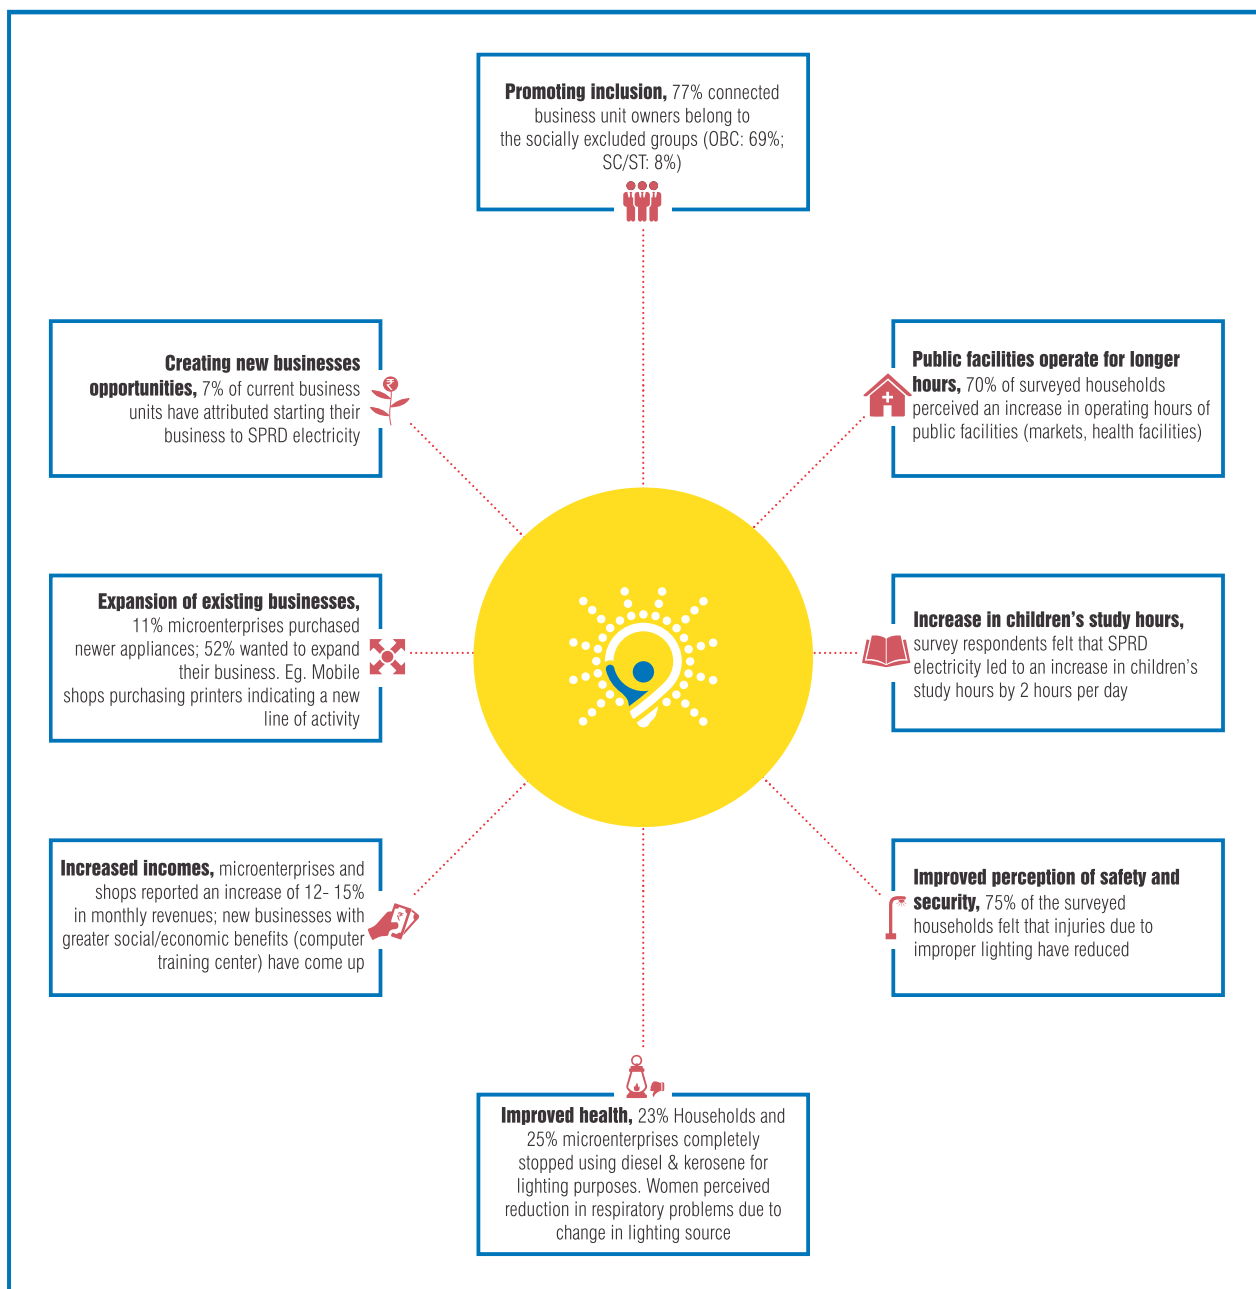 Promoting inclusion, 77% connected
business unit owners belong to
the socially excluded groups (OBC: 69%;
SC/ST: 8%)
Creating new businesses
opportunities, 7% of current business
units have attributed starting their
business to SPRD electricity
Public facilities operate for longer
hours, 70% of surveyed households
perceived an increase in operating hours of
public facilities (markets, health facilities)
Expansion of existing businesses,
11% microenterprises purchased
newer appliances; 52% wanted to expand
their business. Eg. Mobile
shops purchasing printers indicating a new
line of activity
Increase in children's study hours,
survey respondents felt that SPRD
electricity led to an increase in children's
study hours by 2 hours per day
Increased incomes, microenterprises and
shops reported an increase of 12- 15%
in monthly revenues; new businesses with
greater social/economic benefits (computer
training center) have come up
Improved perception of safety and
security, 75% of the surveyed
households felt that injuries due to
improper lighting have reduced
Improved health, 23% Households and
25% microenterprises completely
stopped using diesel & kerosene for
lighting purposes. Women perceived
reduction in respiratory problems due to
change in lighting source